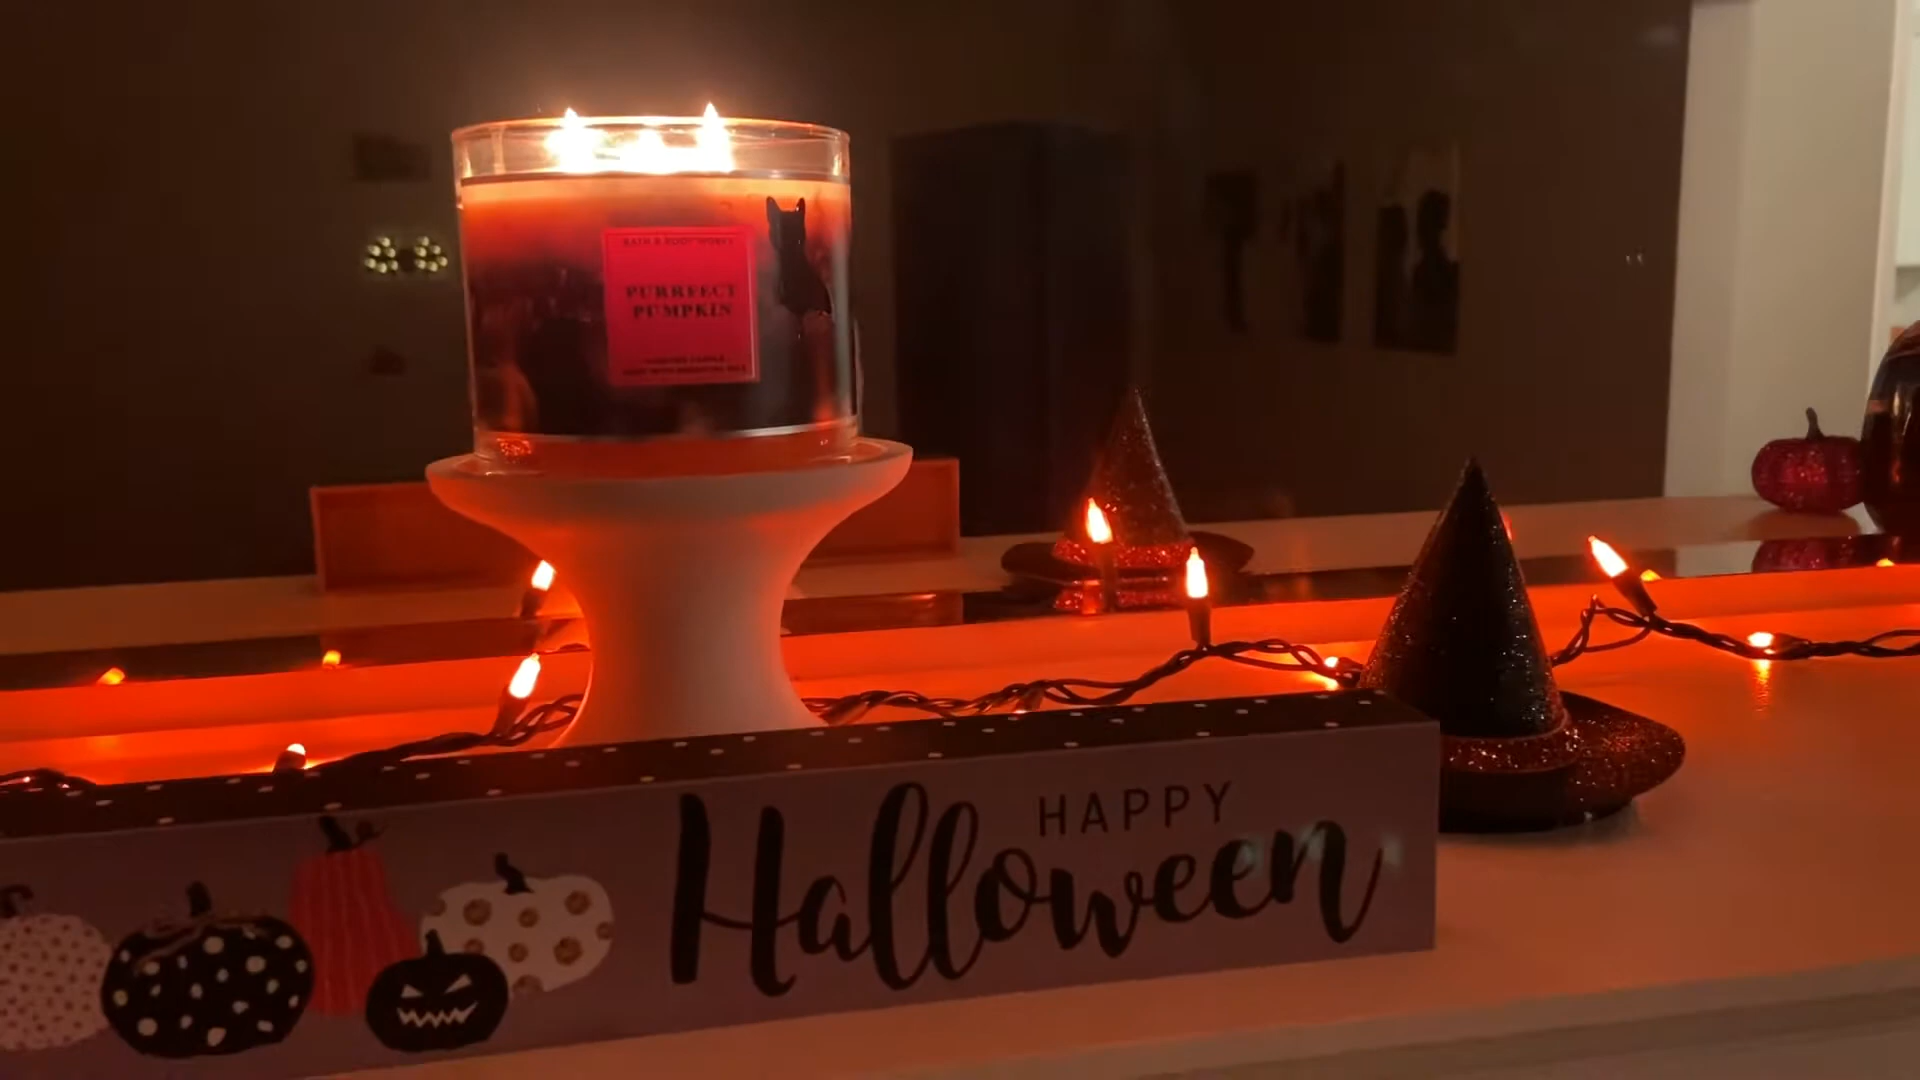 BATH & BODY WORKS
PURRFECT
PUMPKIN
HAPPY
Halloween